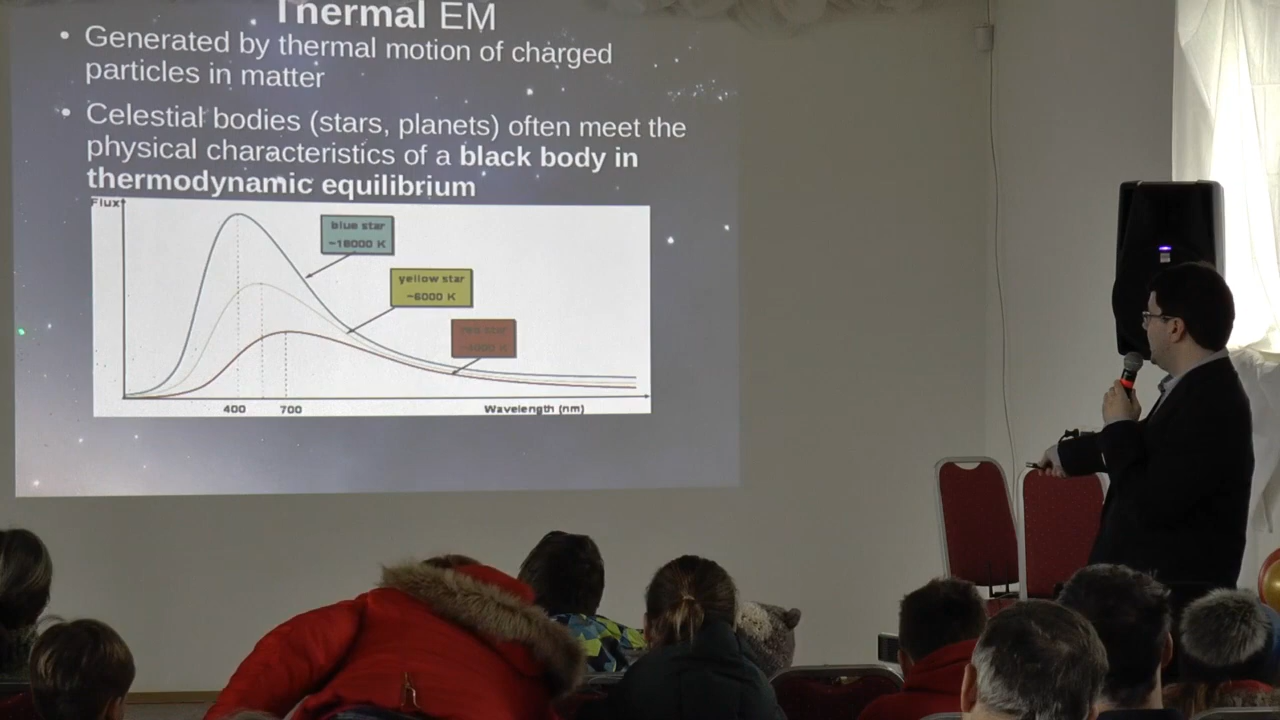 Thermal EM
• Generated by thermal motion of charged
particles in matter
• Celestial bodies (stars, planets) often meet the
physical characteristics of a black body in
thermodynamic equilibrium
Flux
blue star
~18000 K
yellow star
~6000 K
red star
~4000 K
400 700 Wavelength (nm)